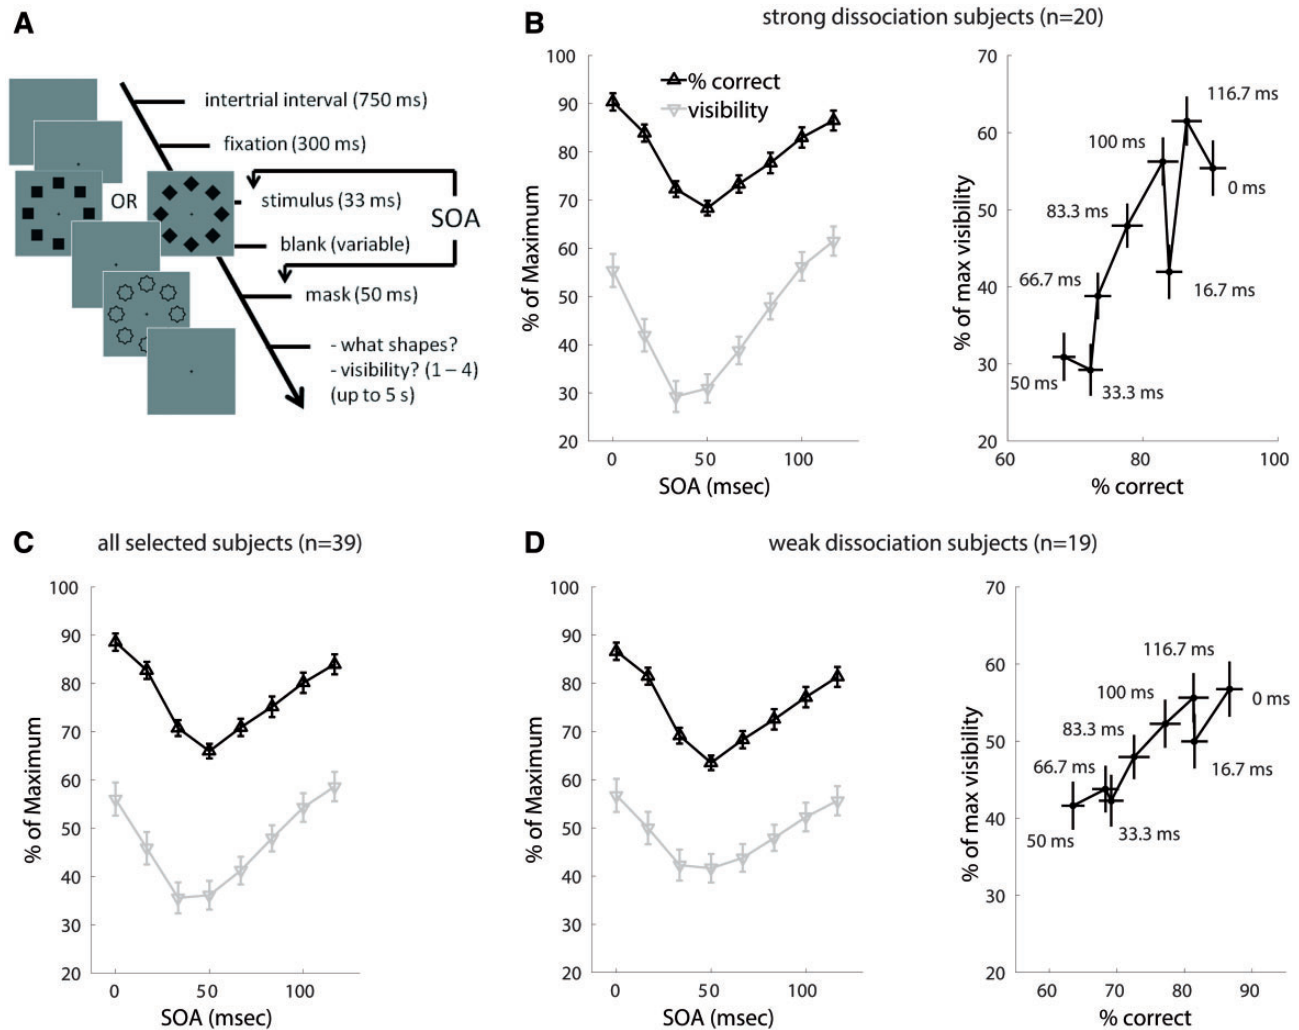 A
intertrial interval (750 ms)
fixation (300 ms)
OR
stimulus (33 ms)
SOA
blank (variable)
mask (50 ms)
- what shapes?
- visibility? (1 – 4)
(up to 5 s)
B
strong dissociation subjects (n=20)
100
90
80
70
60
50
40
30
20
% of Maximum
% correct
visibility
0
50
100
SOA (msec)
70
60
50
40
30
20
% of max visibility
116.7 ms
100 ms
0 ms
83.3 ms
66.7 ms
16.7 ms
50 ms
33.3 ms
60
80
100
% correct
C
all selected subjects (n=39)
100
90
80
70
60
50
40
30
20
% of Maximum
0
50
100
SOA (msec)
D
weak dissociation subjects (n=19)
100
90
80
70
60
50
40
30
20
% of Maximum
0
50
100
SOA (msec)
70
60
50
40
30
20
% of max visibility
116.7 ms
100 ms
0 ms
83.3 ms
16.7 ms
66.7 ms
50 ms
33.3 ms
60
70
80
90
% correct